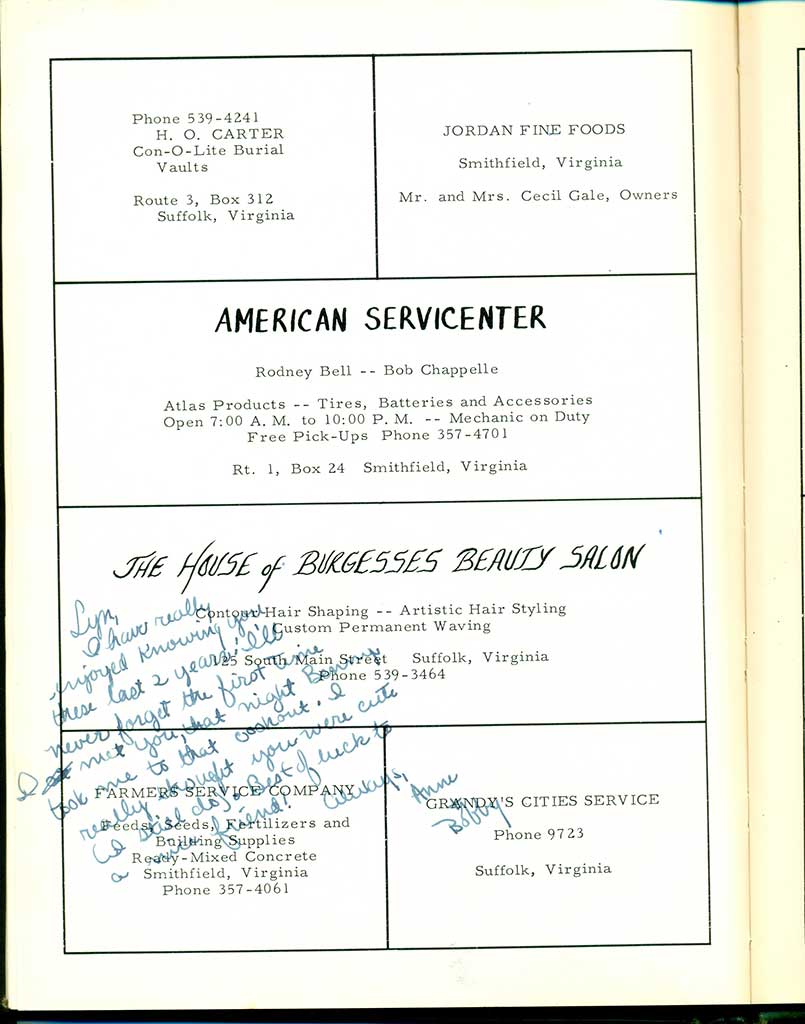 Phone 539-4241
H. O. CARTER
Con-O-Lite Burial
Vaults
Route 3, Box 312
Suffolk, Virginia
JORDAN FINE FOODS
Smithfield, Virginia
Mr. and Mrs. Cecil Gale, Owners
AMERICAN SERVICENTER
Rodney Bell -- Bob Chappelle
Atlas Products -- Tires, Batteries and Accessories
Open 7:00 A. M. to 10:00 P. M. -- Mechanic on Duty
Free Pick-Ups Phone 357-4701
Rt. 1, Box 24 Smithfield, Virginia
THE HOUSE of BURGESSES BEAUTY SALON
Contour Hair Shaping -- Artistic Hair Styling
Custom Permanent Waving
125 South Main Street Suffolk, Virginia
Phone 539-3464
FARMERS SERVICE COMPANY
Feeds, Seeds, Fertilizers and
Building Supplies
Ready-Mixed Concrete
Smithfield, Virginia
Phone 357-4061
GRANDY'S CITIES SERVICE
Phone 9723
Suffolk, Virginia
Lyn,
I have really
enjoyed knowing you
these last 2 years! I'll
never forget the first time
I met you, that night
took me to that cookout. I
really thought you were cute
(I still do). Best of luck to
a nice friend! Always,
Anne
Bobby